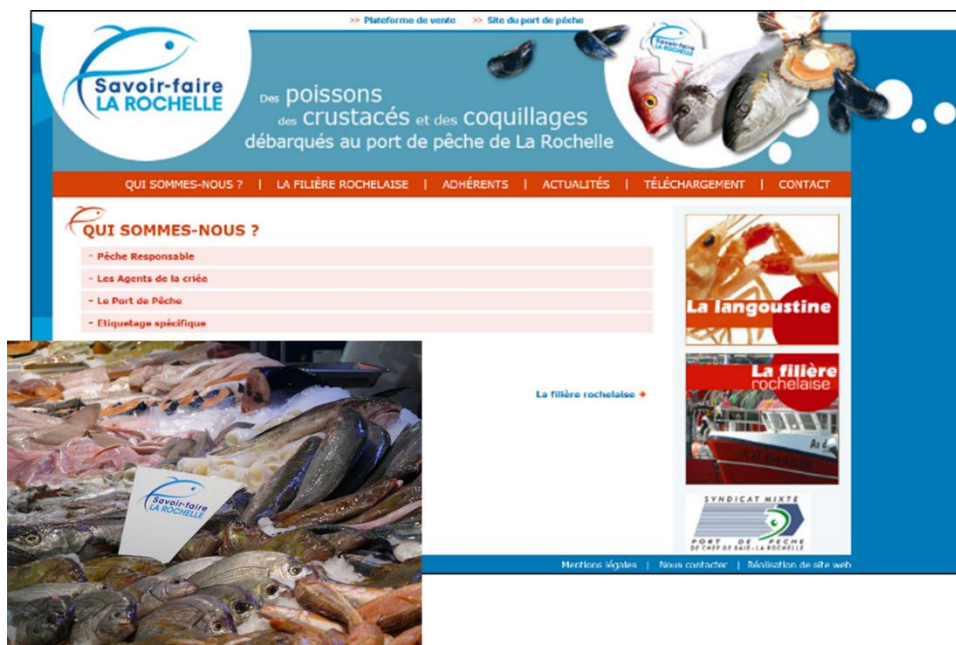 >> Plateforme de vente >> Site du port de pêche
Savoir-faire
LA ROCHELLE
Savoir-faire
LA ROCHELLE
Des poissons
des crustacés et des coquillages
débarqués au port de pêche de La Rochelle
QUI SOMMES-NOUS ? | LA FILIÈRE ROCHELAISE | ADHÉRENTS | ACTUALITÉS | TÉLÉCHARGEMENT | CONTACT
QUI SOMMES-NOUS ?
- Pêche Responsable
- Les Agents de la criée
- Le Port de Pêche
- Etiquetage spécifique
La filière rochelaise
La langoustine
La filière
rochelaise
SYNDICAT MIXTE
PORT DE PECHE
DE CHEF DE BAIE-LA ROCHELLE
Savoir-faire
LA ROCHELLE
Mentions légales | Nous contacter | Réalisation de site web